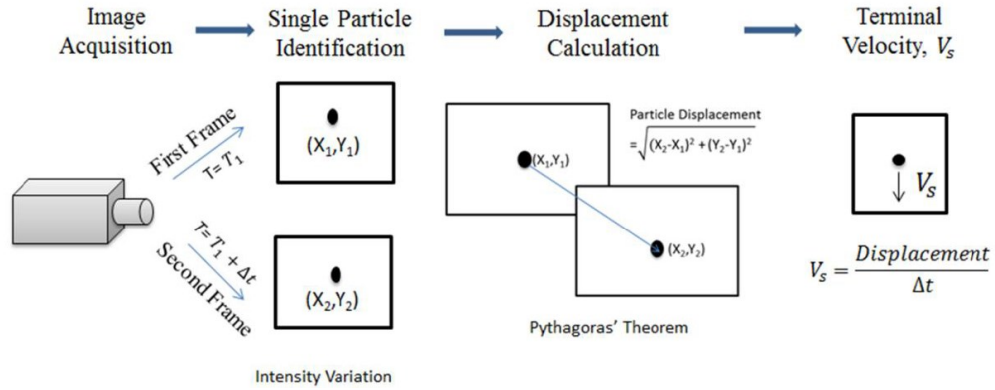 Image
Acquisition
Single Particle
Identification
Displacement
Calculation
Terminal
Velocity, Vₛ
First Frame
T= T₁
(X₁,Y₁)
T= T₁ + Δt
Second Frame
(X₂,Y₂)
Intensity Variation
Particle Displacement
=√(X₂-X₁)² +(Y₂-Y₁)²
(X₁,Y₁)
(X₂,Y₂)
Pythagoras’ Theorem
Vₛ
Vₛ = Displacement
Δt